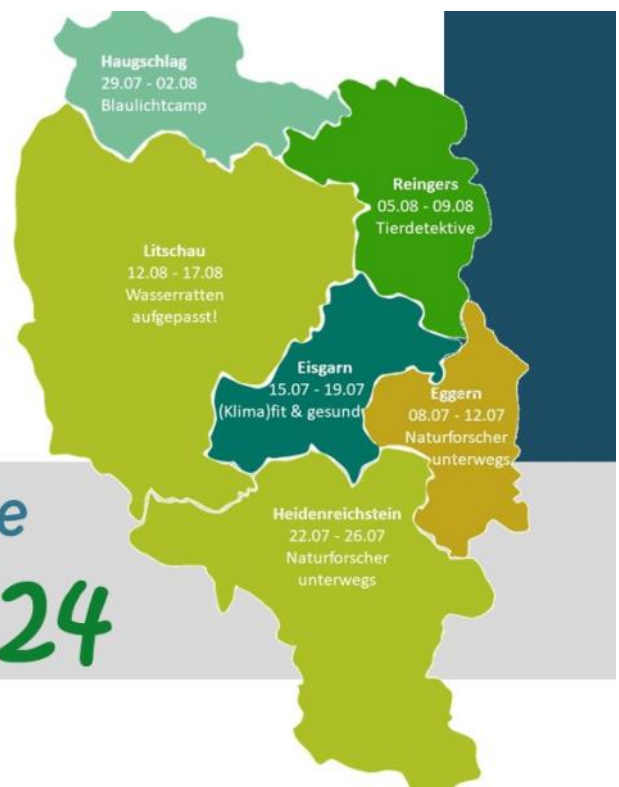 Haugschlag
29.07 - 02.08
Blaulichtcamp
Reingers
05.08 - 09.08
Tierdetektive
Litschau
12.08 - 17.08
Wasserratten
aufgepasst!
Eisgarn
15.07 - 19.07
(Klima)fit & gesund
Eggern
08.07 - 12.07
Naturforscher
unterwegs
Heidenreichstein
22.07 - 26.07
Naturforscher
unterwegs
e
24